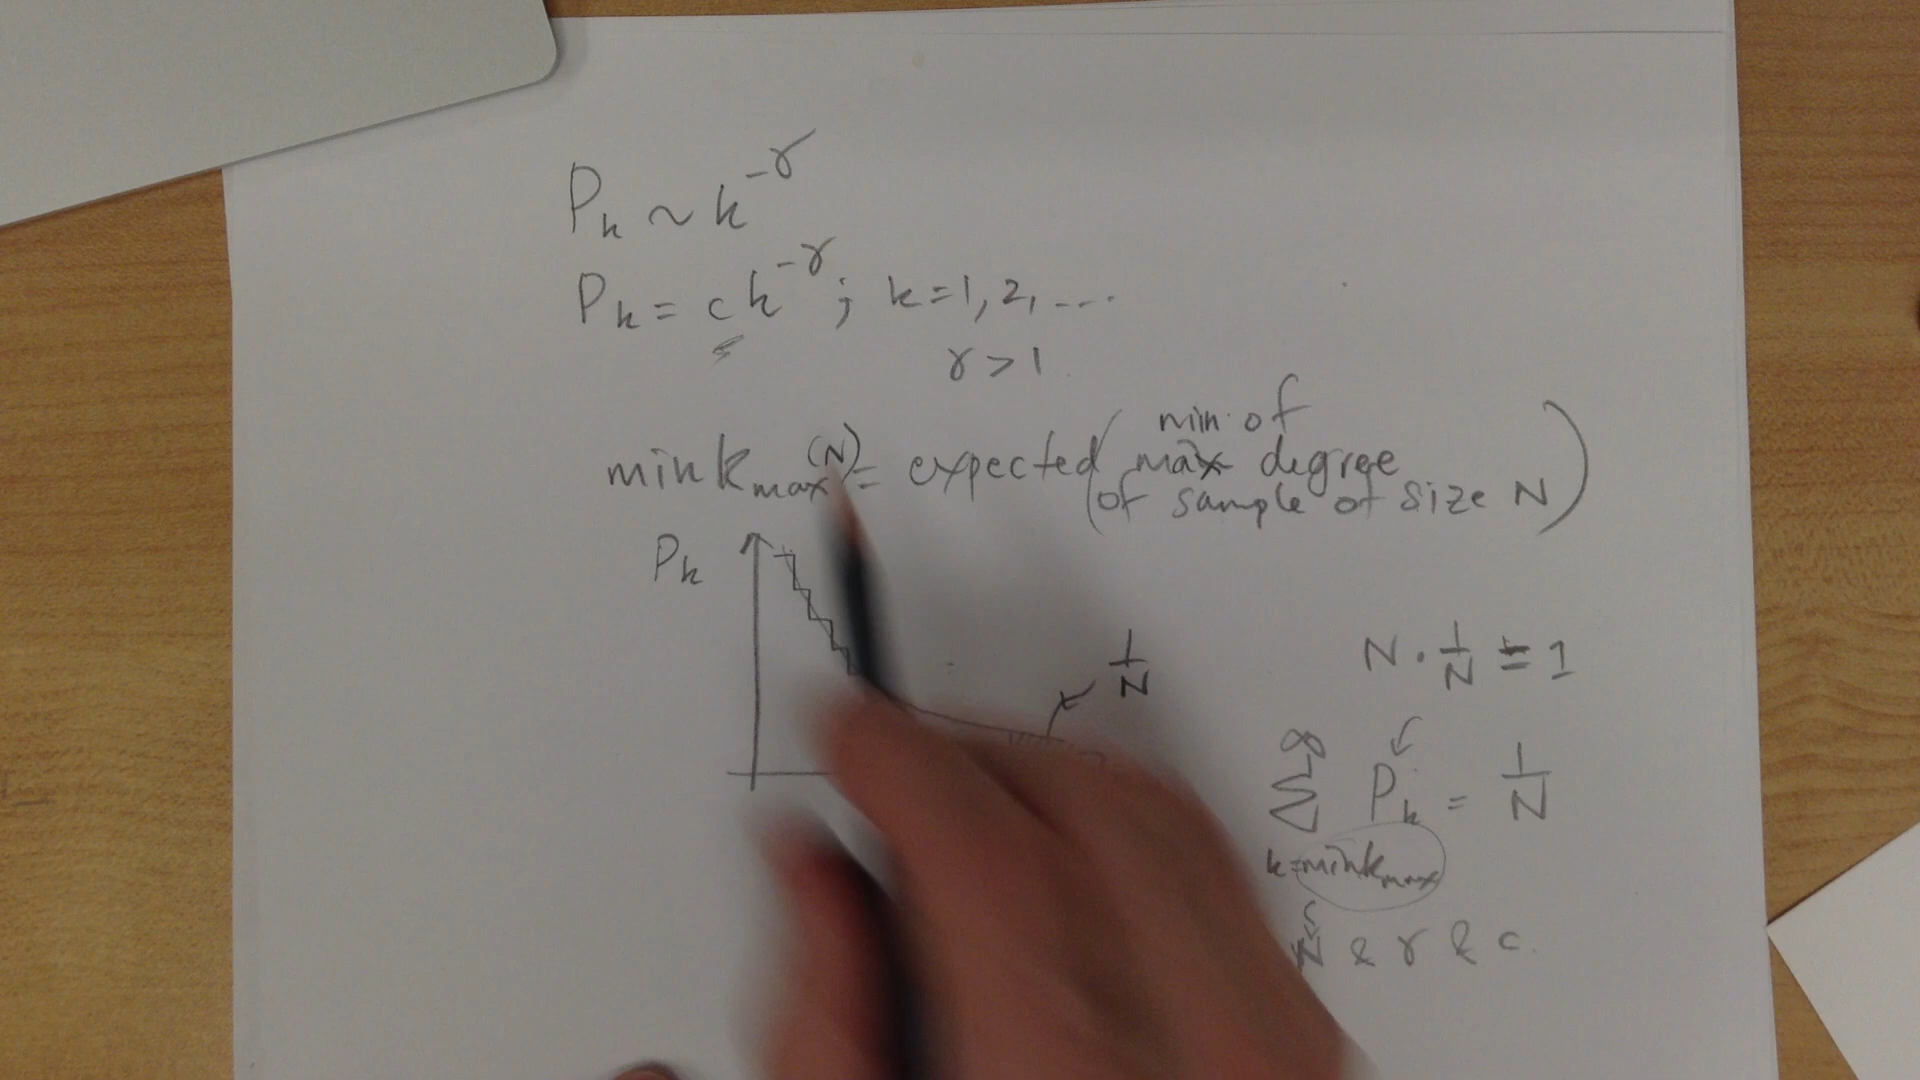 P_k ~ k^{-γ}
P_k = c k^{-γ} ; k = 1, 2, ....
γ > 1
min of
min k_max^{(N)} = expected ( max degree
of sample of size N )
P_k
1/N
N · 1/N = 1
∞
Σ P_k = 1/N
k = min k_max
N & γ & c.